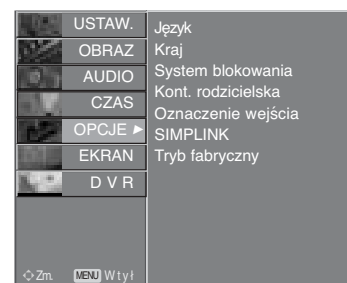 USTAW.
OBRAZ
AUDIO
CZAS
OPCJE ►
EKRAN
D V R
Język
Kraj
System blokowania
Kont. rodzicielska
Oznaczenie wejścia
SIMPLINK
Tryb fabryczny
Zm.
MENU Wtył